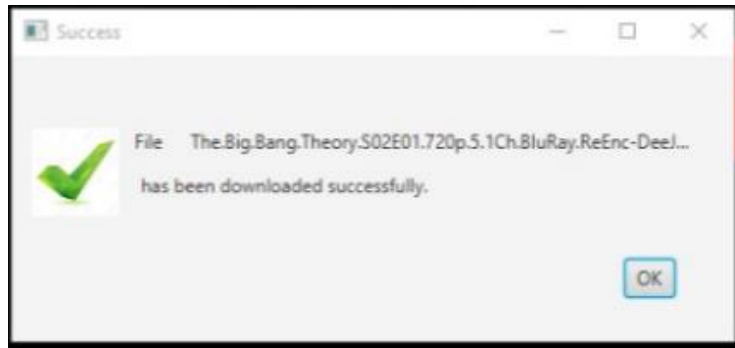 Success
File The.Big.Bang.Theory.S02E01.720p.5.1Ch.BluRay.ReEnc-DeeJ...
has been downloaded successfully.
OK